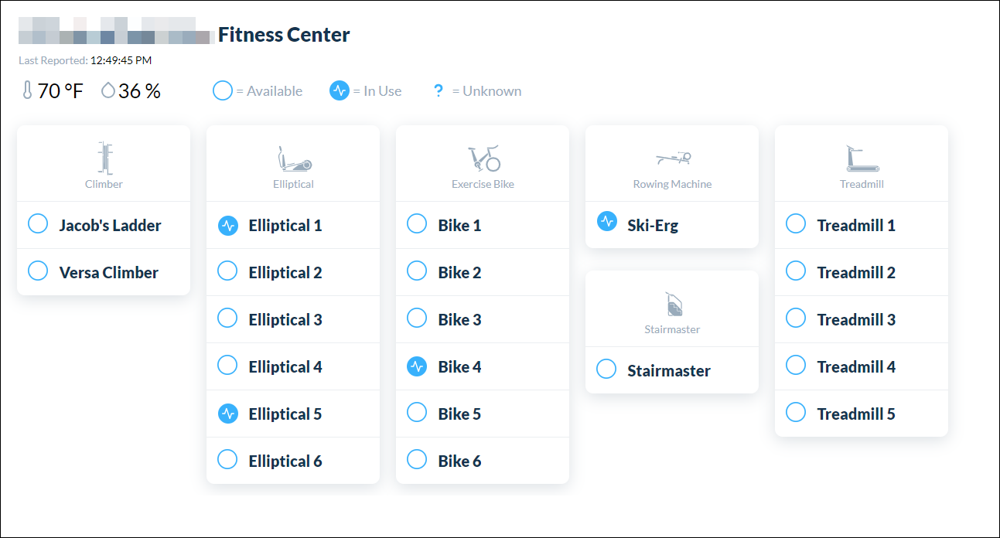 Fitness Center
Last Reported: 12:49:45 PM
70 °F 36 % = Available = In Use ? = Unknown
Climber
Jacob's Ladder
Versa Climber
Elliptical
Elliptical 1
Elliptical 2
Elliptical 3
Elliptical 4
Elliptical 5
Elliptical 6
Exercise Bike
Bike 1
Bike 2
Bike 3
Bike 4
Bike 5
Bike 6
Rowing Machine
Ski-Erg
Stairmaster
Stairmaster
Treadmill
Treadmill 1
Treadmill 2
Treadmill 3
Treadmill 4
Treadmill 5